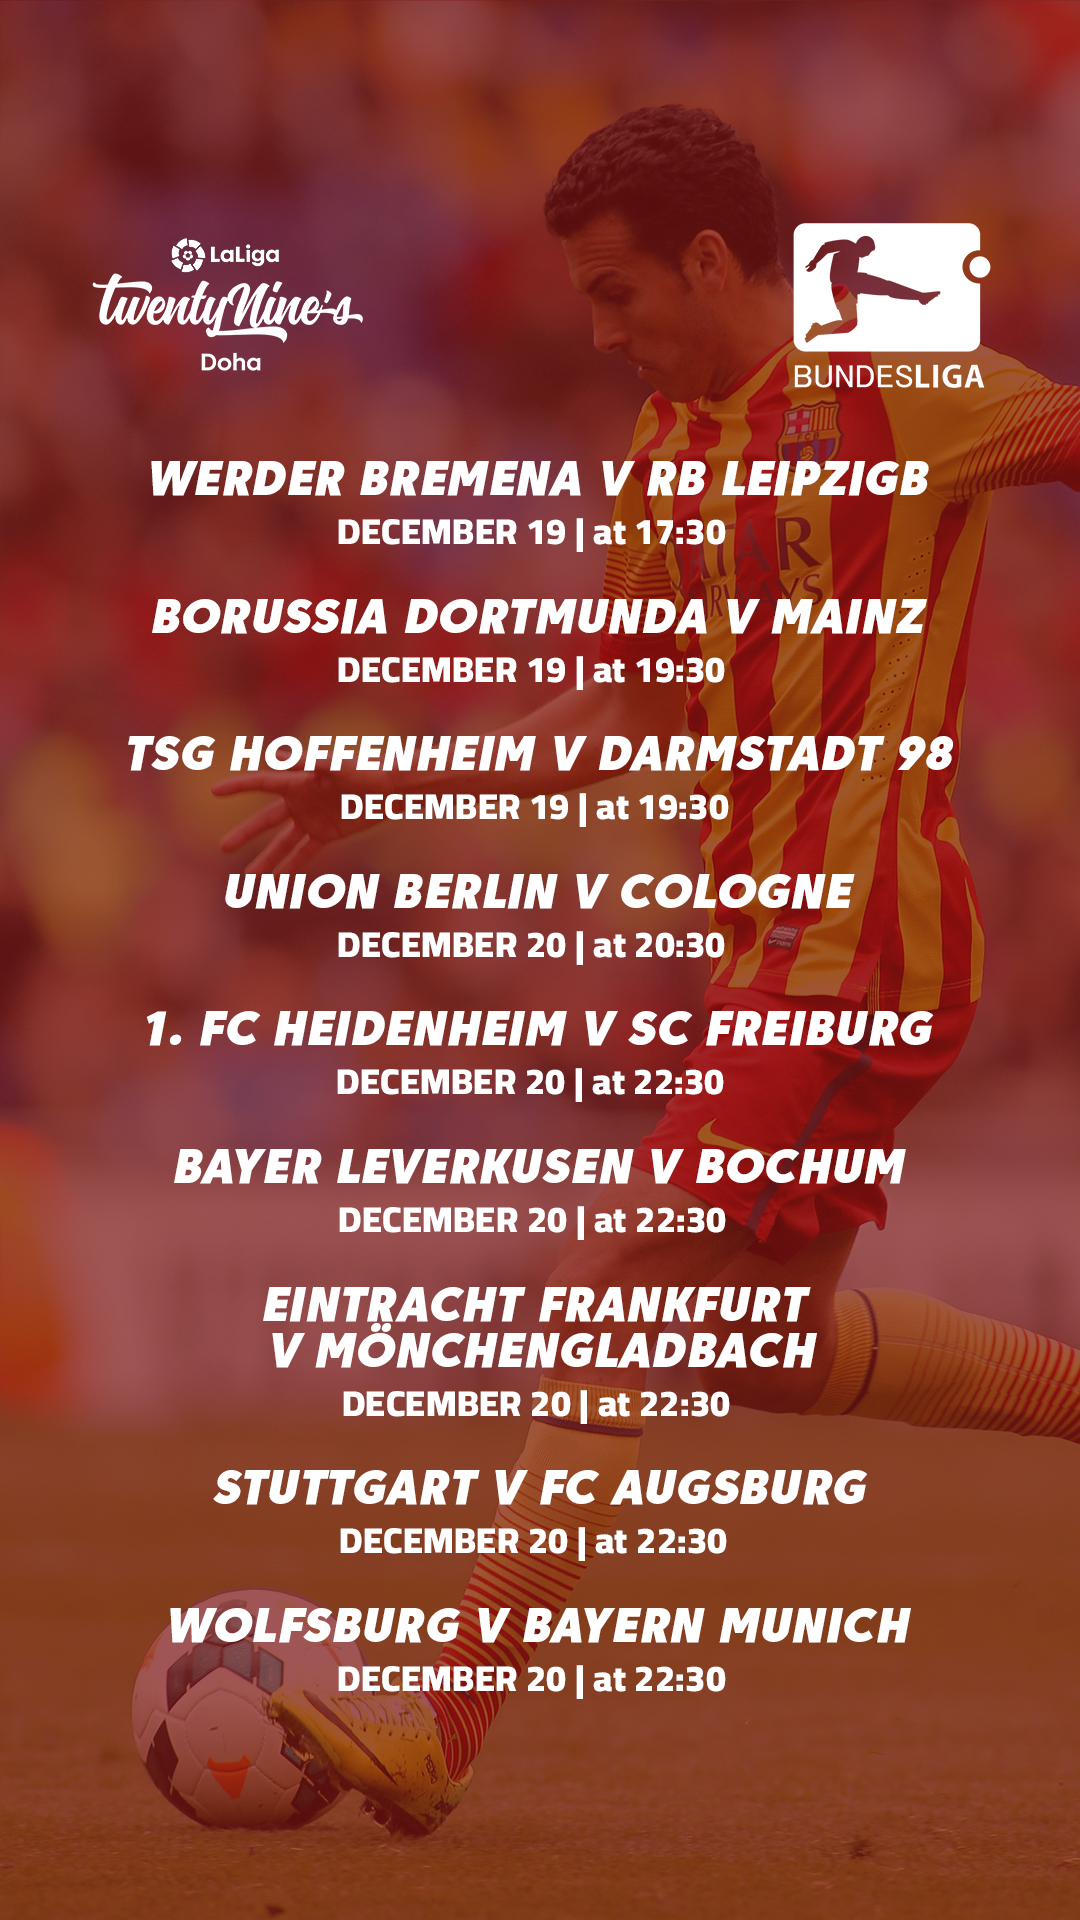 LaLiga
twentyNine's
Doha
BUNDESLIGA
FCB
QATAR
AIRWAYS
WERDER BREMENA V RB LEIPZIGB
DECEMBER 19 | at 17:30
BORUSSIA DORTMUNDA V MAINZ
DECEMBER 19 | at 19:30
TSG HOFFENHEIM V DARMSTADT 98
DECEMBER 19 | at 19:30
UNION BERLIN V COLOGNE
DECEMBER 20 | at 20:30
1. FC HEIDENHEIM V SC FREIBURG
DECEMBER 20 | at 22:30
BAYER LEVERKUSEN V BOCHUM
DECEMBER 20 | at 22:30
EINTRACHT FRANKFURT
V MÖNCHENGLADBACH
DECEMBER 20 | at 22:30
STUTTGART V FC AUGSBURG
DECEMBER 20 | at 22:30
WOLFSBURG V BAYERN MUNICH
DECEMBER 20 | at 22:30